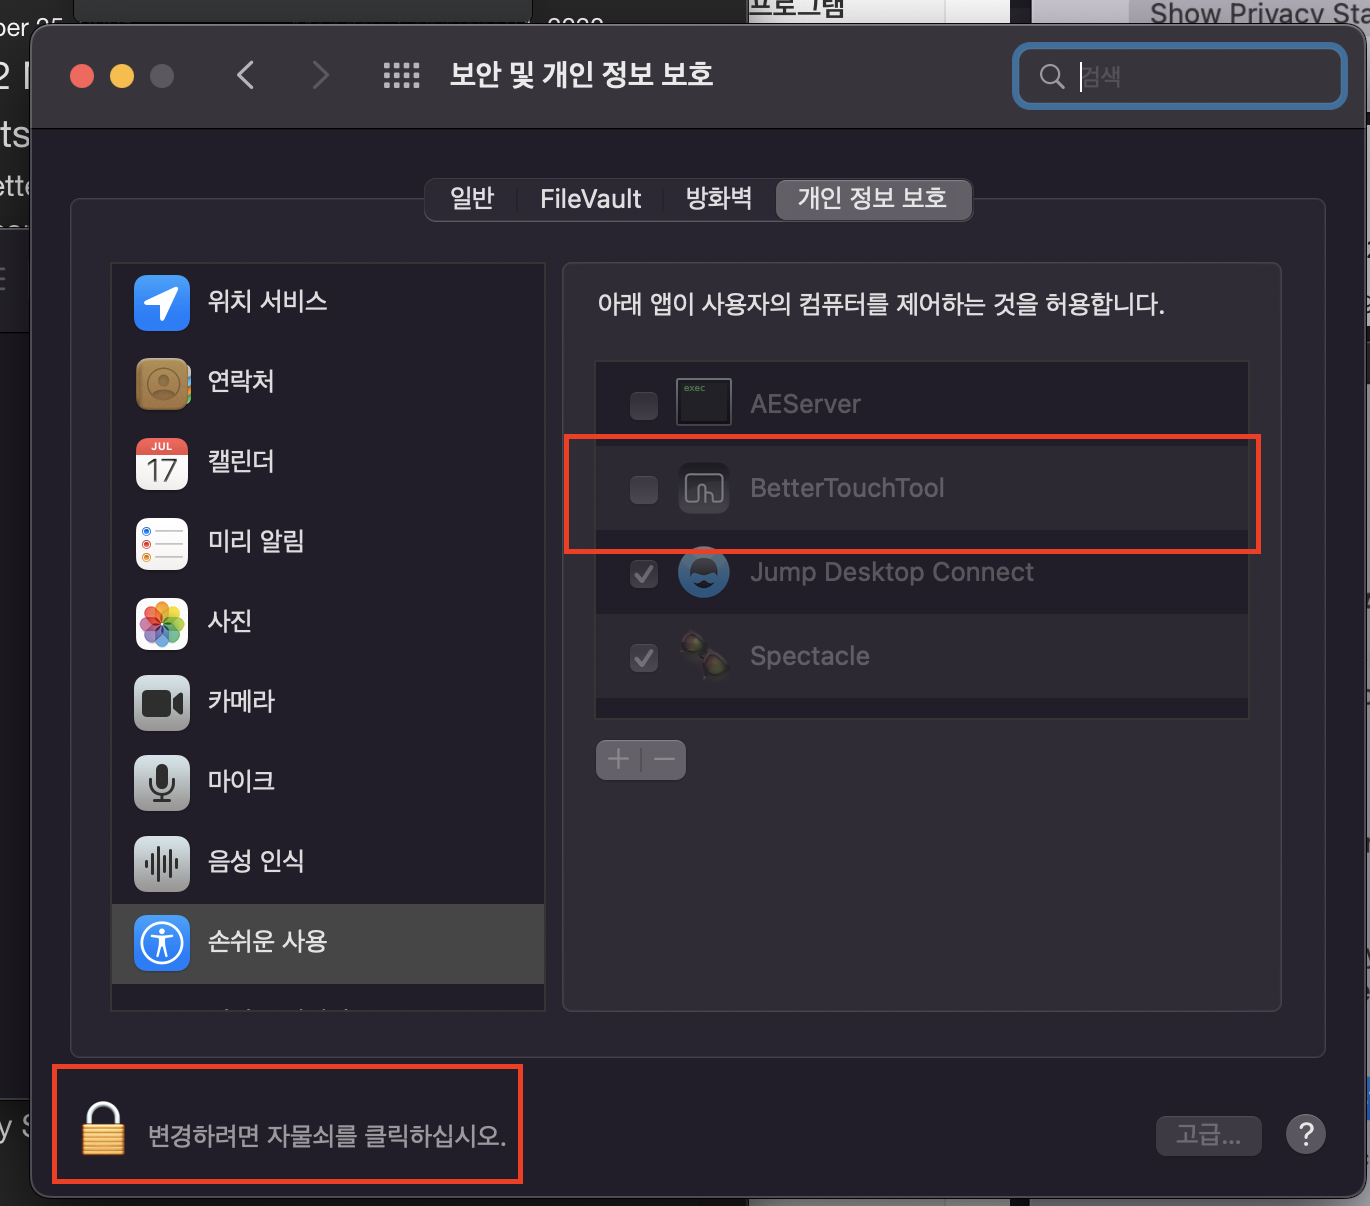 프로그램
Show Privacy Sta
보안 및 개인 정보 보호
검색
일반
FileVault
방화벽
개인 정보 보호
위치 서비스
연락처
JUL
17
캘린더
미리 알림
사진
카메라
마이크
음성 인식
손쉬운 사용
아래 앱이 사용자의 컴퓨터를 제어하는 것을 허용합니다.
exec
AEServer
BetterTouchTool
Jump Desktop Connect
Spectacle
변경하려면 자물쇠를 클릭하십시오.
고급...
?